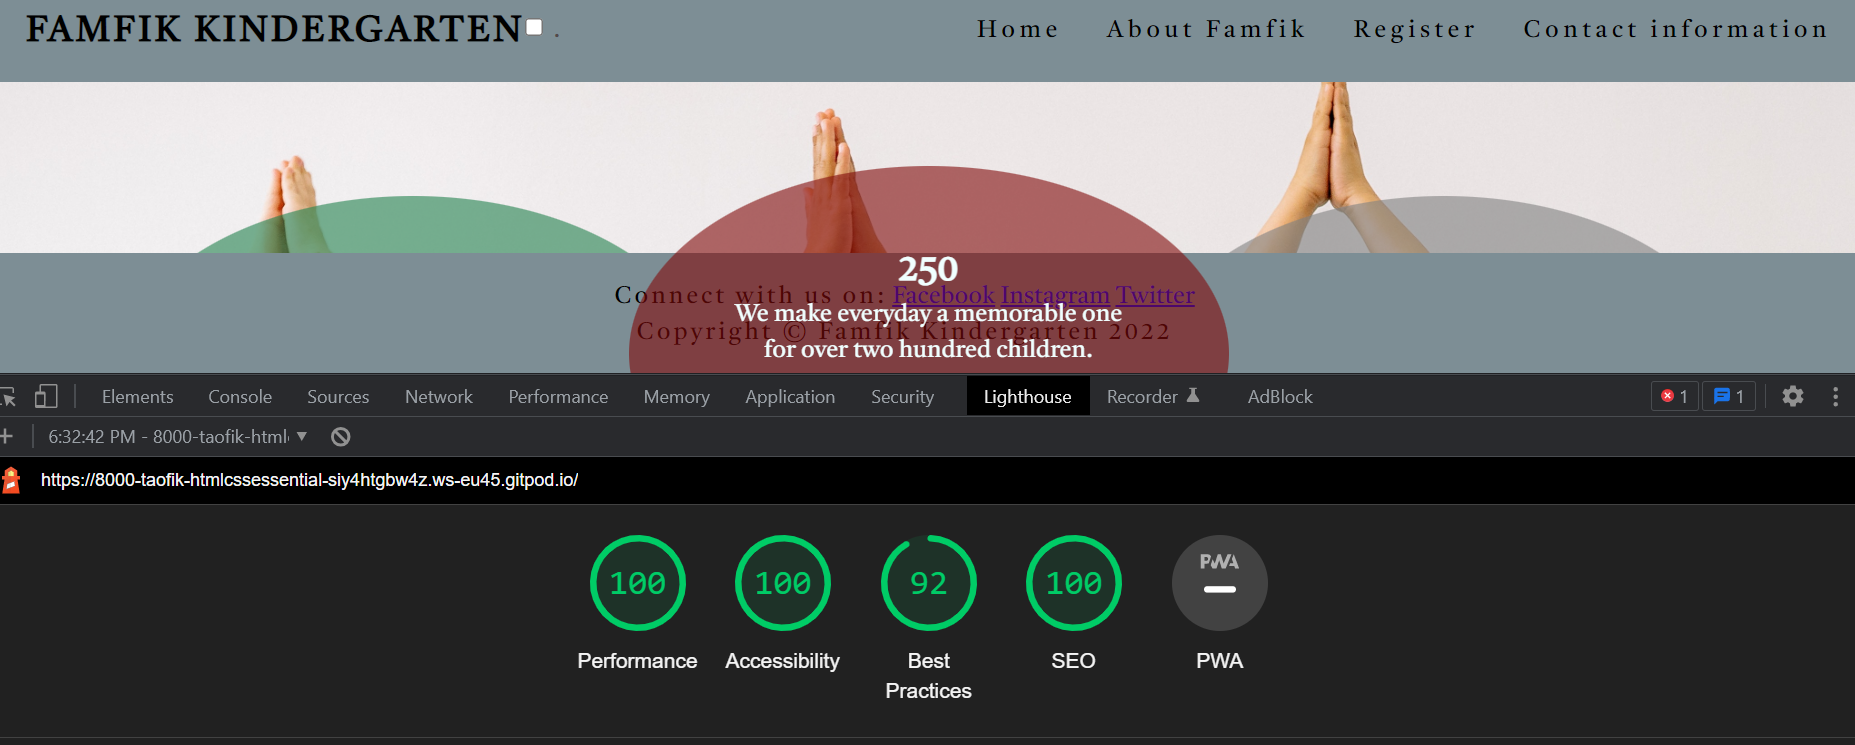 FAMFIK KINDERGARTEN .
Home About Famfik Register Contact information
250
Connect with us on: Facebook Instagram Twitter
We make everyday a memorable one
Copyright © Famfik Kindergarten 2022
for over two hundred children.
Elements Console Sources Network Performance Memory Application Security Lighthouse Recorder AdBlock 1 1
6:32:42 PM - 8000-taofik-html
https://8000-taofik-htmlcssessential-siy4htgbw4z.ws-eu45.gitpod.io/
100 100 92 100 PWA
Performance Accessibility Best Practices SEO PWA